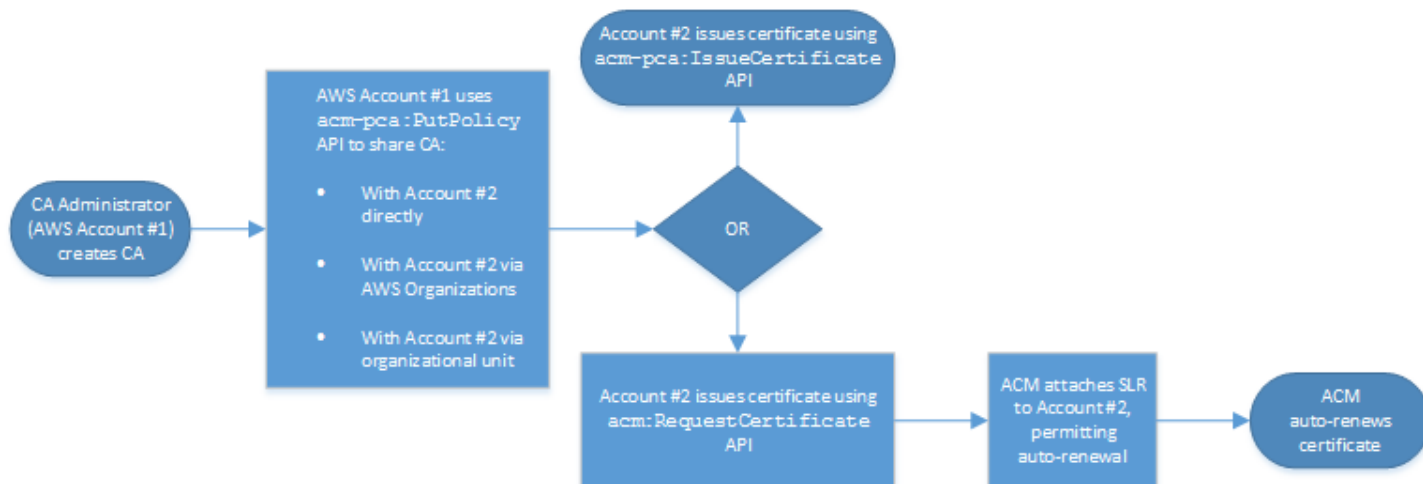 CA Administrator
(AWS Account #1)
creates CA
AWS Account #1 uses
acm-pca:PutPolicy
API to share CA:
• With Account #2
directly
• With Account #2 via
AWS Organizations
• With Account #2 via
organizational unit
OR
Account #2 issues certificate using
acm-pca:IssueCertificate
API
Account #2 issues certificate using
acm:RequestCertificate
API
ACM attaches SLR
to Account #2,
permitting
auto-renewal
ACM
auto-renews
certificate